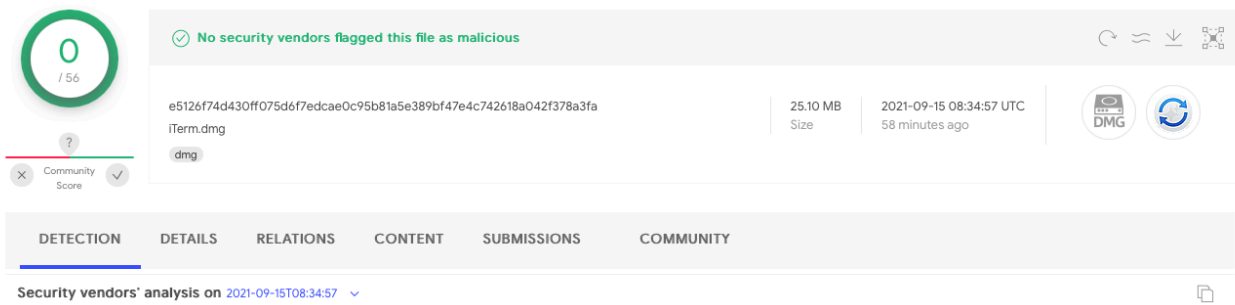 0
/ 56
?
Community
Score
No security vendors flagged this file as malicious
e5126f74d430ff075d6f7edcae0c95b81a5e389bf47e4c742618a042f378a3fa
iTerm.dmg
dmg
25.10 MB
Size
2021-09-15 08:34:57 UTC
58 minutes ago
DMG
DETECTION DETAILS RELATIONS CONTENT SUBMISSIONS COMMUNITY
Security vendors' analysis on 2021-09-15T08:34:57